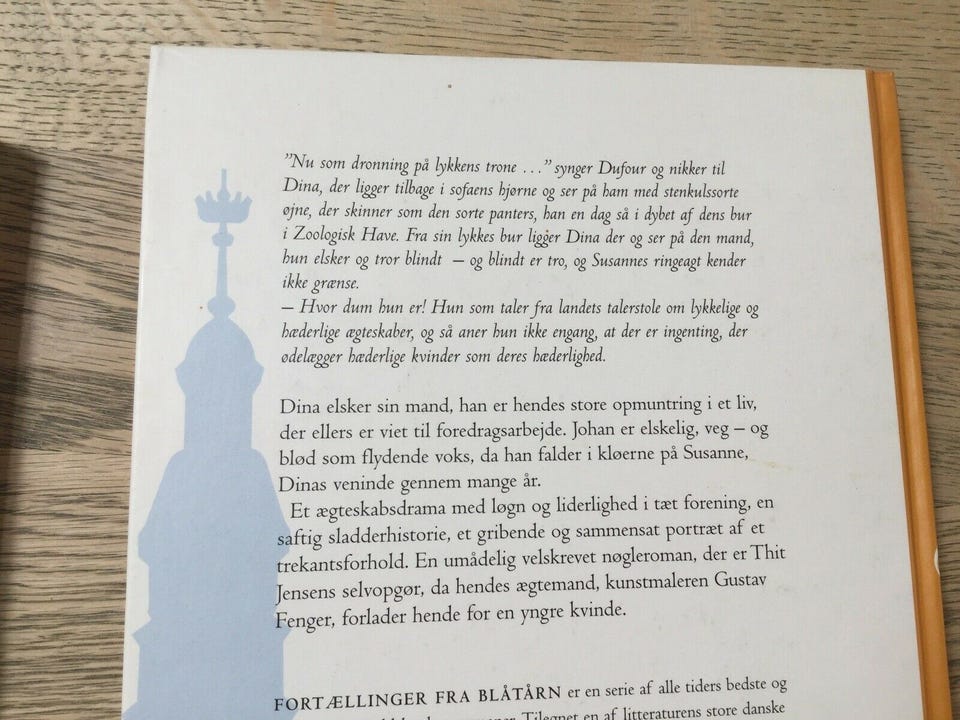 "Nu som dronning på lykkens trone . . ." synger Dufour og nikker til
Dina, der ligger tilbage i sofaens hjørne og ser på ham med stenkulssorte
øjne, der skinner som den sorte panters, han en dag så i dybet af dens bur
i Zoologisk Have. Fra sin lykkes bur ligger Dina der og ser på den mand,
hun elsker og tror blindt – og blindt er tro, og Susannes ringeagt kender
ikke grænse.
– Hvor dum hun er! Hun som taler fra landets talerstole om lykkelige og
hæderlige ægteskaber, og så aner hun ikke engang, at der er ingenting, der
ødelægger hæderlige kvinder som deres hæderlighed.
Dina elsker sin mand, han er hendes store opmuntring i et liv,
der ellers er viet til foredragsarbejde. Johan er elskelig, veg – og
blød som flydende voks, da han falder i kløerne på Susanne,
Dinas veninde gennem mange år.
Et ægteskabsdrama med løgn og liderlighed i tæt forening, en
saftig sladderhistorie, et gribende og sammensat portræt af et
trekantsforhold. En umådelig velskrevet nøgleroman, der er Thit
Jensens selvopgør, da hendes ægtemand, kunstmaleren Gustav
Fenger, forlader hende for en yngre kvinde.
FORTÆLLINGER FRA BLÅTÅRN er en serie af alle tiders bedste og
Tilegnet en af litteraturens store danske